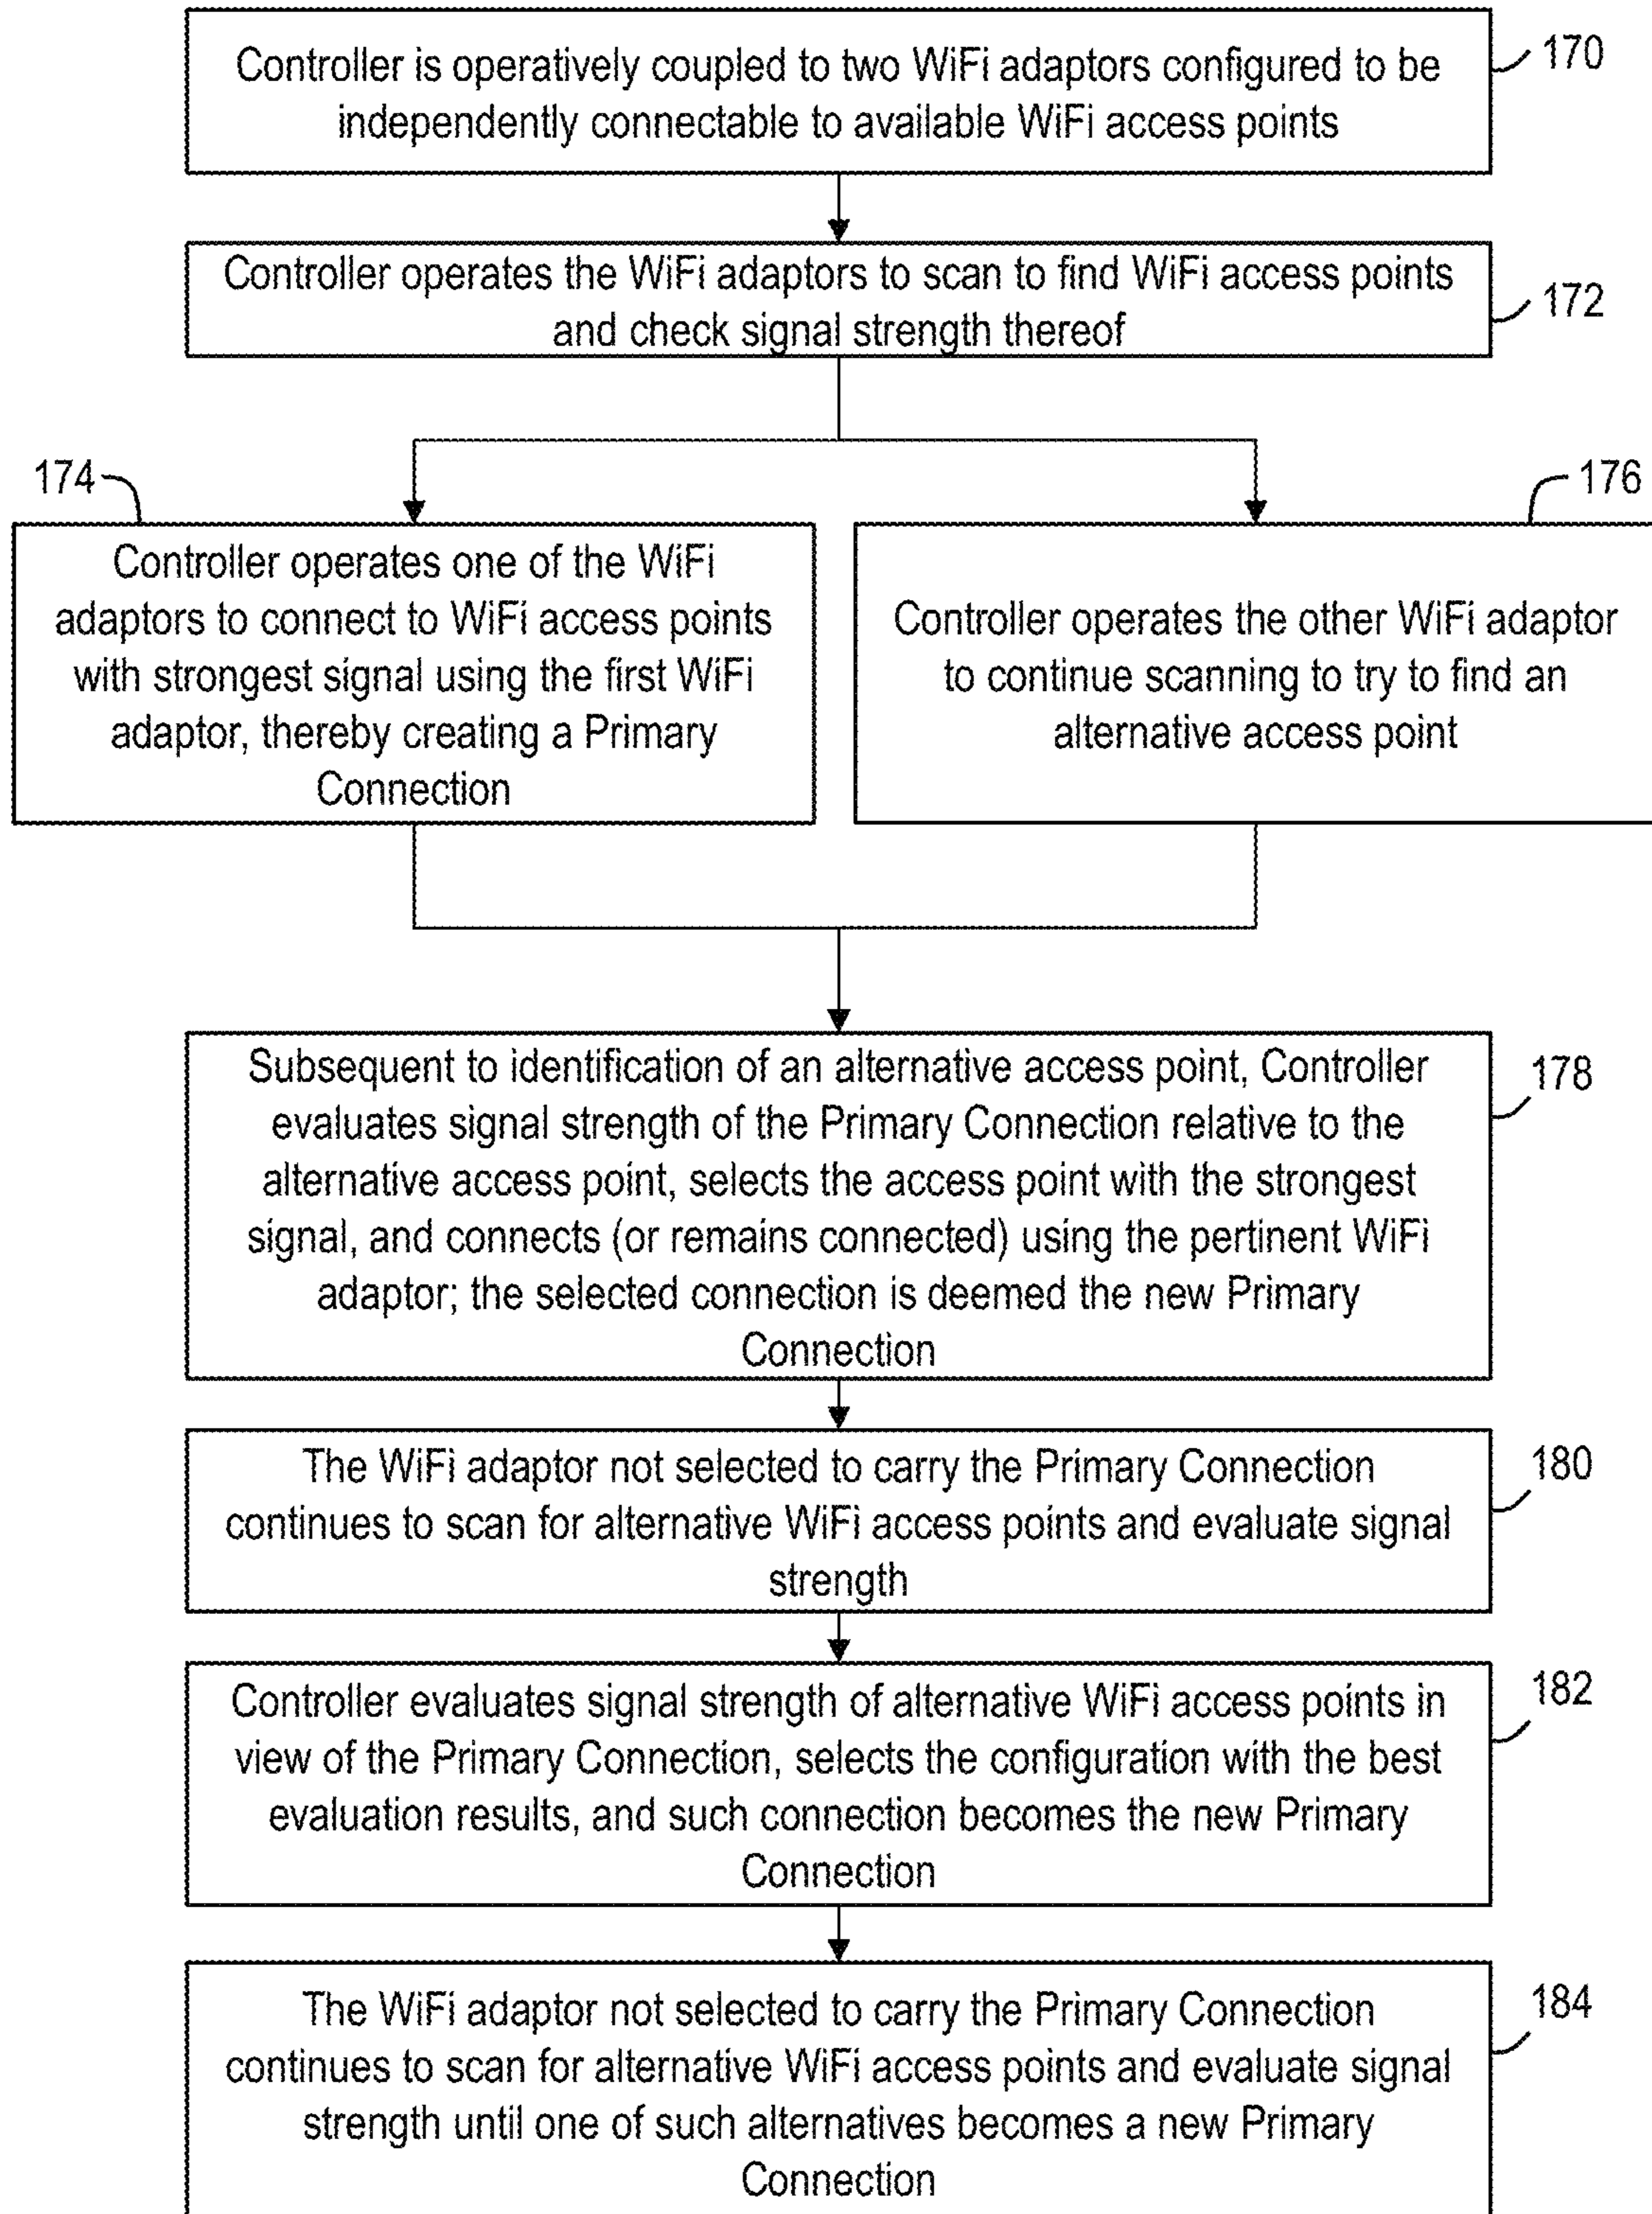 Controller is operatively coupled to two WiFi adaptors configured to be
independently connectable to available WiFi access points
170
Controller operates the WiFi adaptors to scan to find WiFi access points
and check signal strength thereof
172
174
176
Controller operates one of the WiFi
adaptors to connect to WiFi access points
with strongest signal using the first WiFi
adaptor, thereby creating a Primary
Connection
Controller operates the other WiFi adaptor
to continue scanning to try to find an
alternative access point
Subsequent to identification of an alternative access point, Controller
evaluates signal strength of the Primary Connection relative to the
alternative access point, selects the access point with the strongest
signal, and connects (or remains connected) using the pertinent WiFi
adaptor; the selected connection is deemed the new Primary
Connection
178
The WiFi adaptor not selected to carry the Primary Connection
continues to scan for alternative WiFi access points and evaluate signal
strength
180
Controller evaluates signal strength of alternative WiFi access points in
view of the Primary Connection, selects the configuration with the best
evaluation results, and such connection becomes the new Primary
Connection
182
The WiFi adaptor not selected to carry the Primary Connection
continues to scan for alternative WiFi access points and evaluate signal
strength until one of such alternatives becomes a new Primary
Connection
184